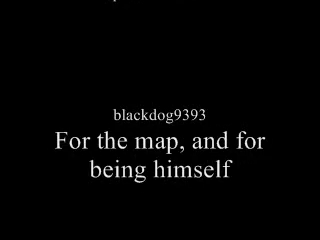 blackdog9393
For the map, and for
being himself